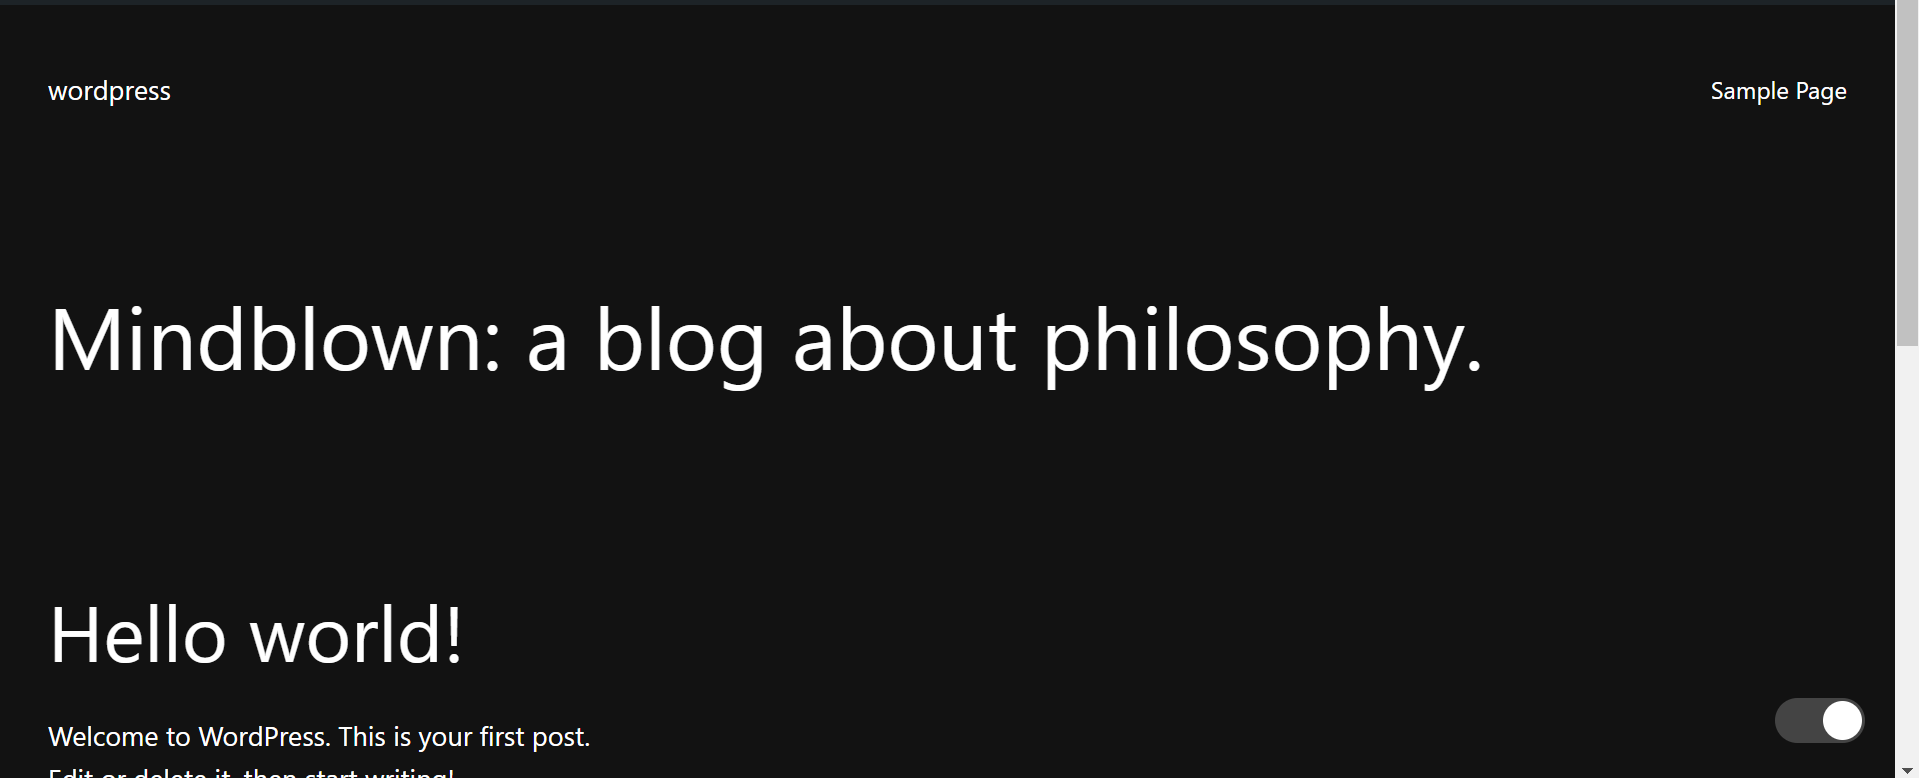 wordpress
Sample Page
Mindblown: a blog about philosophy.
Hello world!
Welcome to WordPress. This is your first post.
Edit or delete it, then start writing!